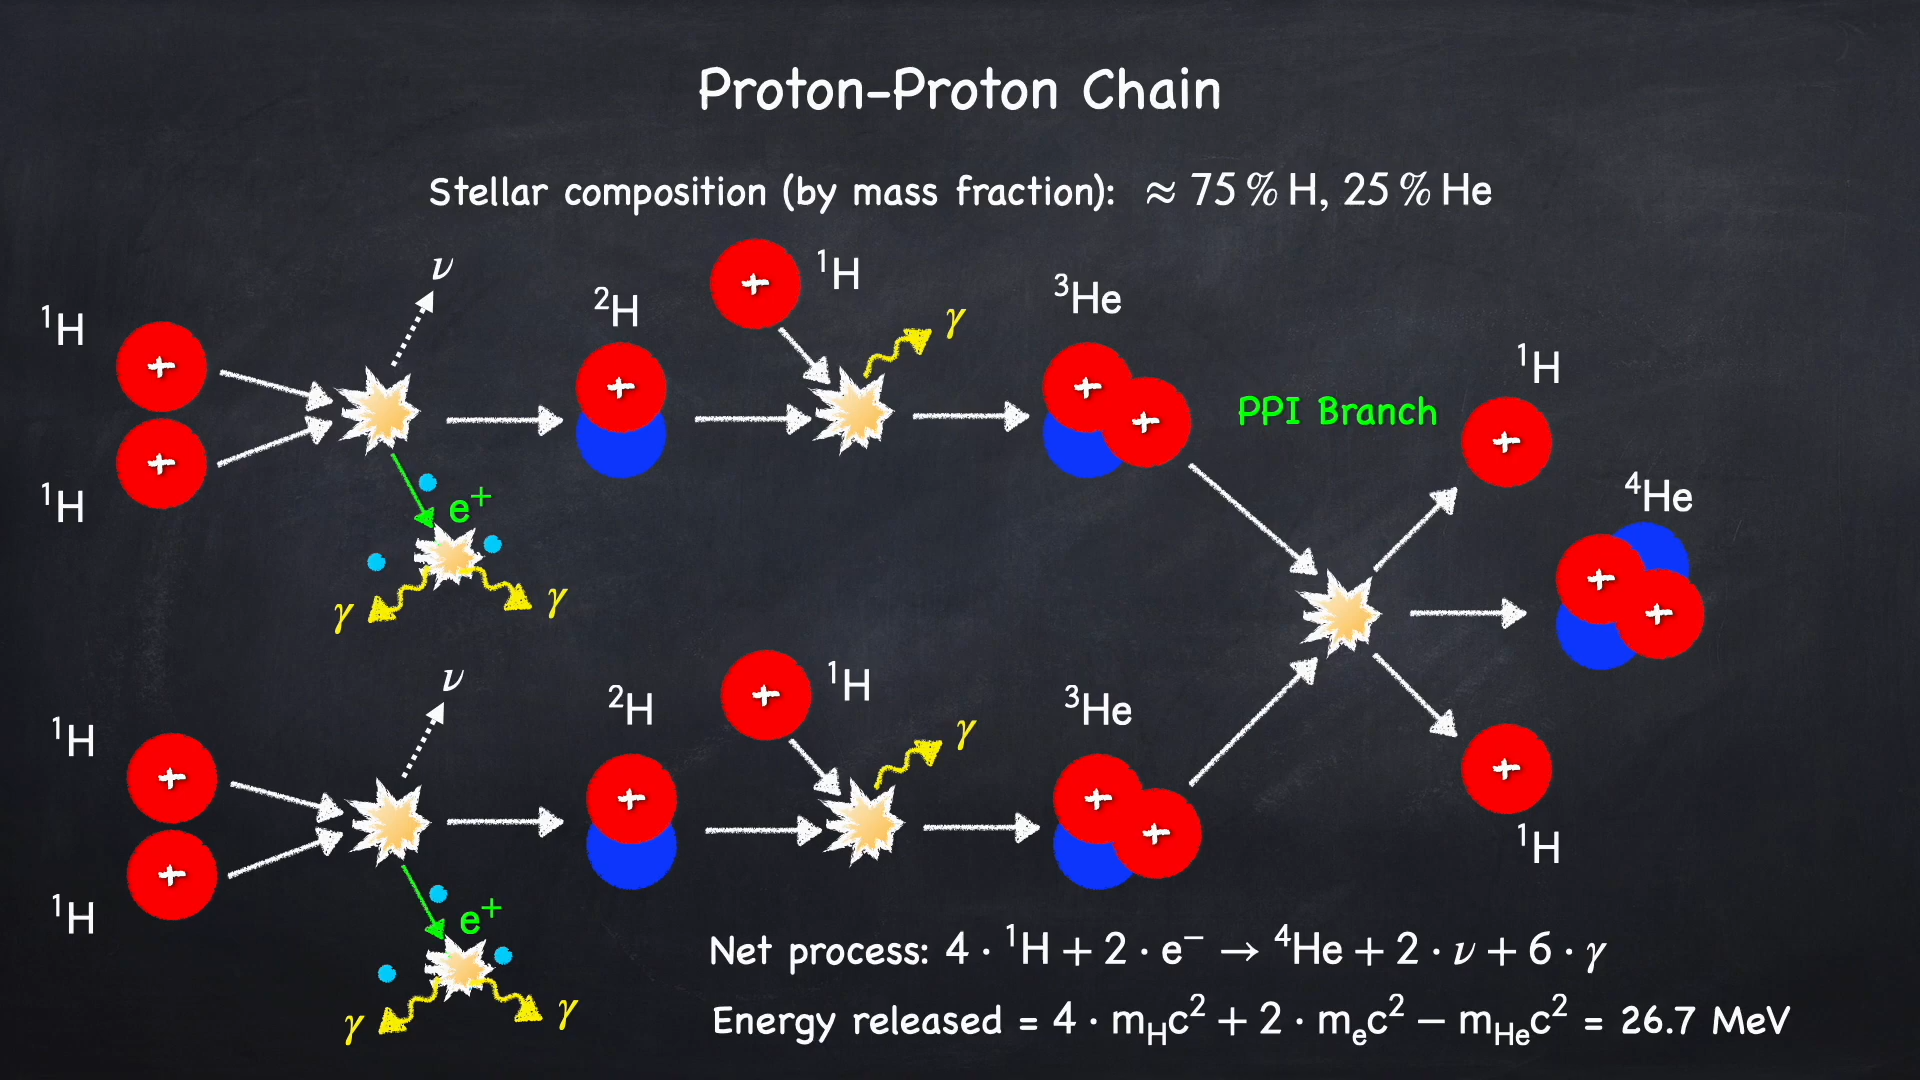 Proton-Proton Chain
Stellar composition (by mass fraction): ≈ 75 % H, 25 % He
ν
¹H
¹H
²H
+
¹H
γ
³He
¹H
+
+
+
+
+
PPI Branch
+
e⁺
γ
γ
⁴He
+
+
ν
¹H
¹H
+
+
²H
+
¹H
+
γ
³He
+
+
+
¹H
e⁺
γ
γ
Net process: 4 · ¹H + 2 · e⁻ → ⁴He + 2 · ν + 6 · γ
Energy released = 4 · m_Hc² + 2 · m_ec² − m_Hec² = 26.7 MeV